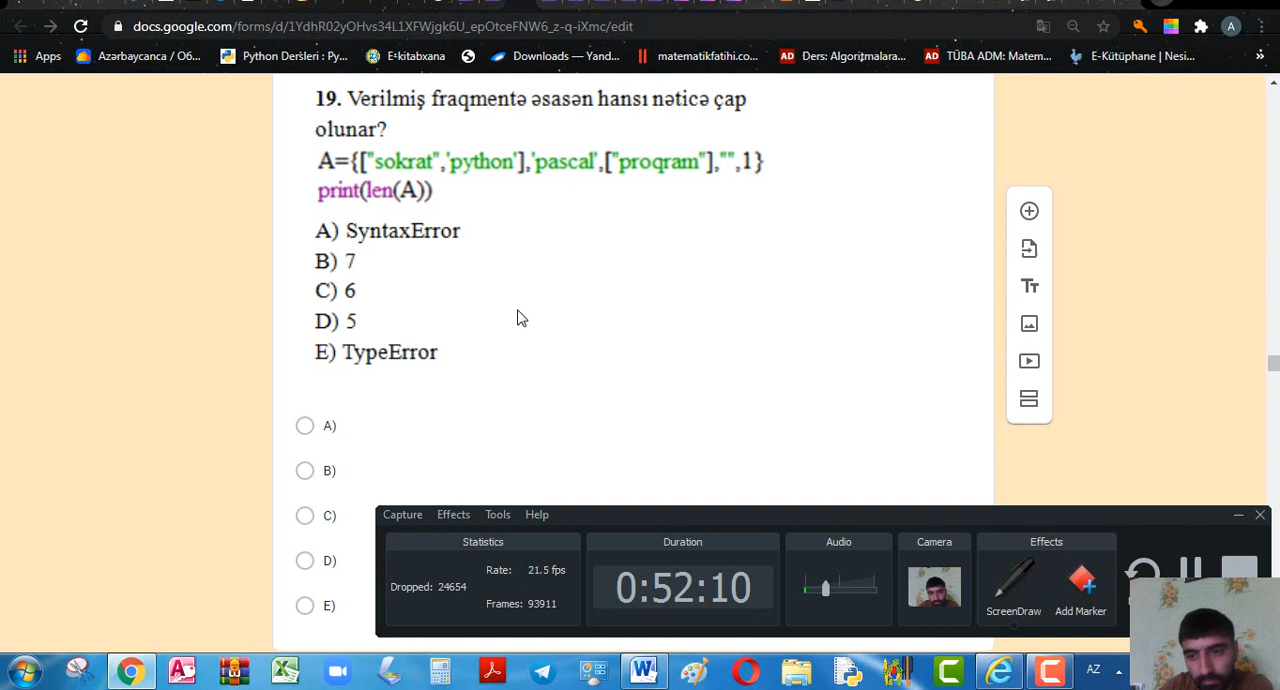 docs.google.com/forms/d/1YdhR02yOHvs34L1XFWjgk6U_epOtceFNW6_z-q-iXmc/edit
A
Apps
Azərbaycanca / Об...
Python Dersleri : Py...
E-kitabxana
Downloads — Yand...
matematikfatihi.co...
AD Ders: Algoritmalara...
AD TÜBA ADM: Matem...
E-Kütüphane | Nesi...
»
19. Verilmiş fraqmentə əsasən hansı nəticə çap
olunar?
A={["sokrat",'python'],'pascal',["proqram"],"",1}
print(len(A))
A) SyntaxError
B) 7
C) 6
D) 5
E) TypeError
A)
B)
C)
D)
E)
Tт
Capture Effects Tools Help
Statistics
Duration
Audio
Camera
Effects
Dropped: 24654
Rate: 21.5 fps
Frames: 93911
0:52:10
ScreenDraw
Add Marker
AZ